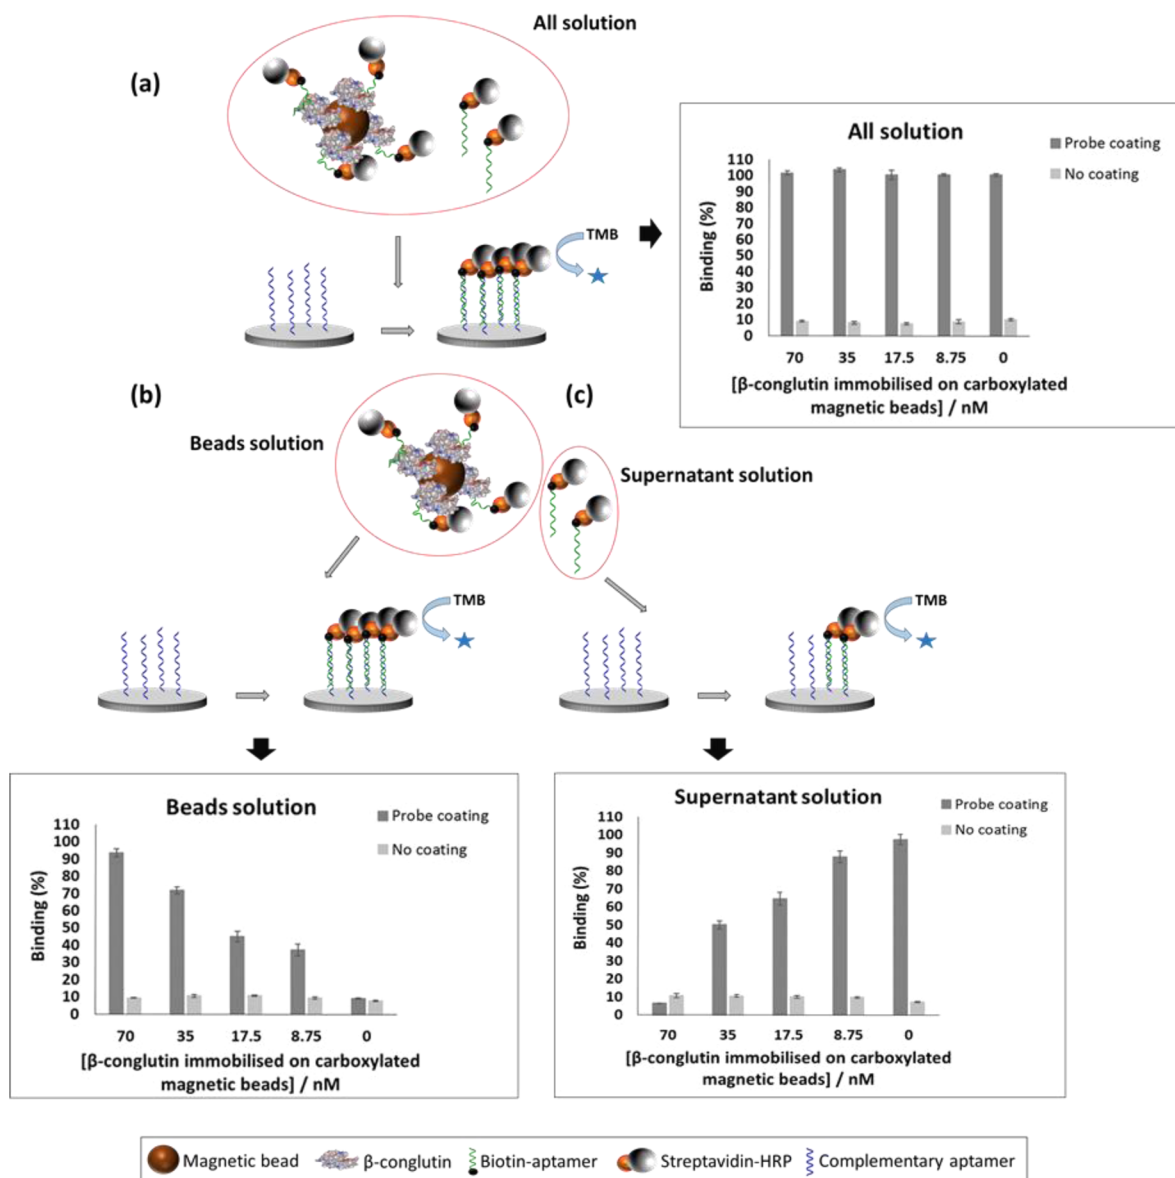 All solution
(a)
TMB
All solution
Probe coating
No coating
Binding (%)
110
100
90
80
70
60
50
40
30
20
10
0
70 35 17.5 8.75 0
[β-conglutin immobilised on carboxylated
magnetic beads] / nM
(b)
Beads solution
TMB
(c)
Supernatant solution
TMB
Beads solution
Probe coating
No coating
Binding (%)
110
100
90
80
70
60
50
40
30
20
10
0
70 35 17.5 8.75 0
[β-conglutin immobilised on carboxylated
magnetic beads] / nM
Supernatant solution
Probe coating
No coating
Binding (%)
110
100
90
80
70
60
50
40
30
20
10
0
70 35 17.5 8.75 0
[β-conglutin immobilised on carboxylated
magnetic beads] / nM
Magnetic bead β-conglutin Biotin-aptamer Streptavidin-HRP Complementary aptamer